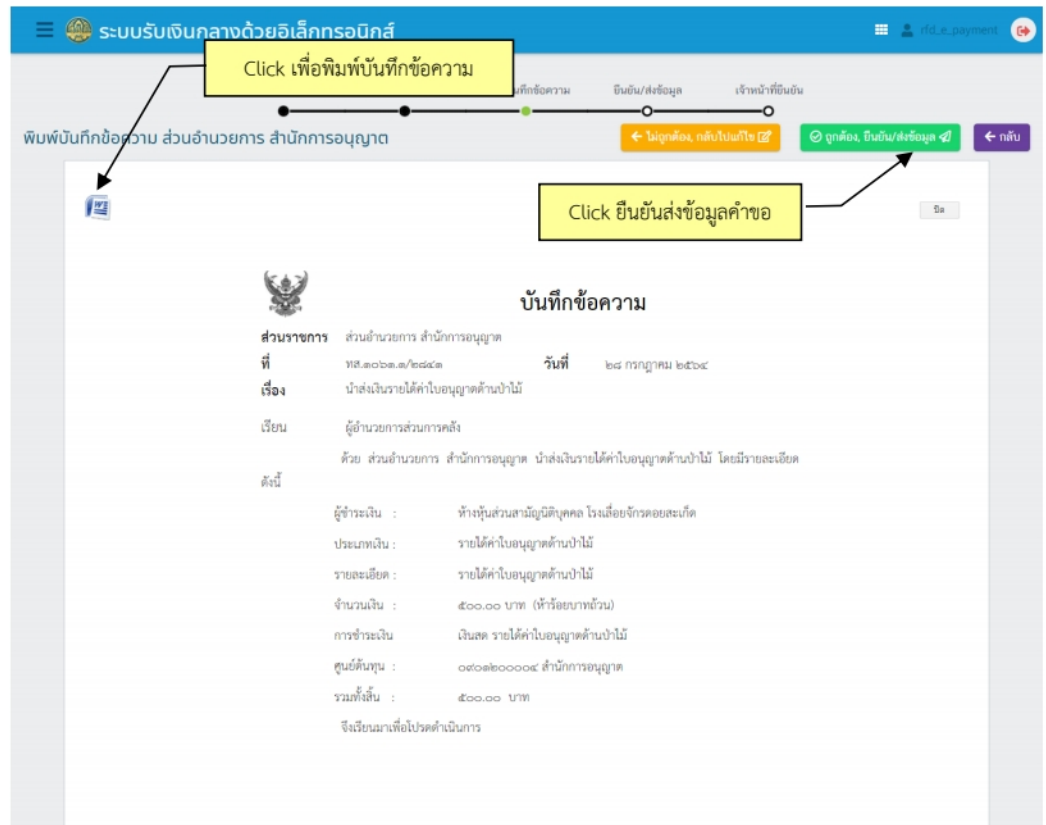 ระบบรับเงินกลางด้วยอิเล็กทรอนิกส์
rfd_e_payment
Click เพื่อพิมพ์บันทึกข้อความ
ยืนยัน/ส่งข้อมูล
เจ้าหน้าที่ยืนยัน
พิมพ์บันทึกข้อความ ส่วนอำนวยการ สำนักการอนุญาต
ไม่ถูกต้อง, กลับไปแก้ไข
ถูกต้อง, ยืนยัน/ส่งข้อมูล
กลับ
Click ยืนยันส่งข้อมูลคำขอ
ปิด
บันทึกข้อความ
ส่วนราชการ ส่วนอำนวยการ สำนักการอนุญาต
ที่ ทส.๑๖๐๑.๑/๒๘๔๑ วันที่ ๒๘ กรกฎาคม ๒๕๖๔
เรื่อง นำส่งเงินรายได้ค่าใบอนุญาตด้านป่าไม้
เรียน ผู้อำนวยการส่วนการคลัง
ด้วย ส่วนอำนวยการ สำนักการอนุญาต นำส่งเงินรายได้ค่าใบอนุญาตด้านป่าไม้ โดยมีรายละเอียด
ดังนี้
ผู้ชำระเงิน : ห้างหุ้นส่วนสามัญนิติบุคคล โรงเลื่อยจักรดอยสะเก็ด
ประเภทเงิน : รายได้ค่าใบอนุญาตด้านป่าไม้
รายละเอียด : รายได้ค่าใบอนุญาตด้านป่าไม้
จำนวนเงิน : ๕๐๐.๐๐ บาท (ห้าร้อยบาทถ้วน)
การชำระเงิน เงินสด รายได้ค่าใบอนุญาตด้านป่าไม้
ศูนย์ต้นทุน : ๐๙๐๑๒๐๐๐๐๔ สำนักการอนุญาต
รวมทั้งสิ้น : ๕๐๐.๐๐ บาท
จึงเรียนมาเพื่อโปรดดำเนินการ